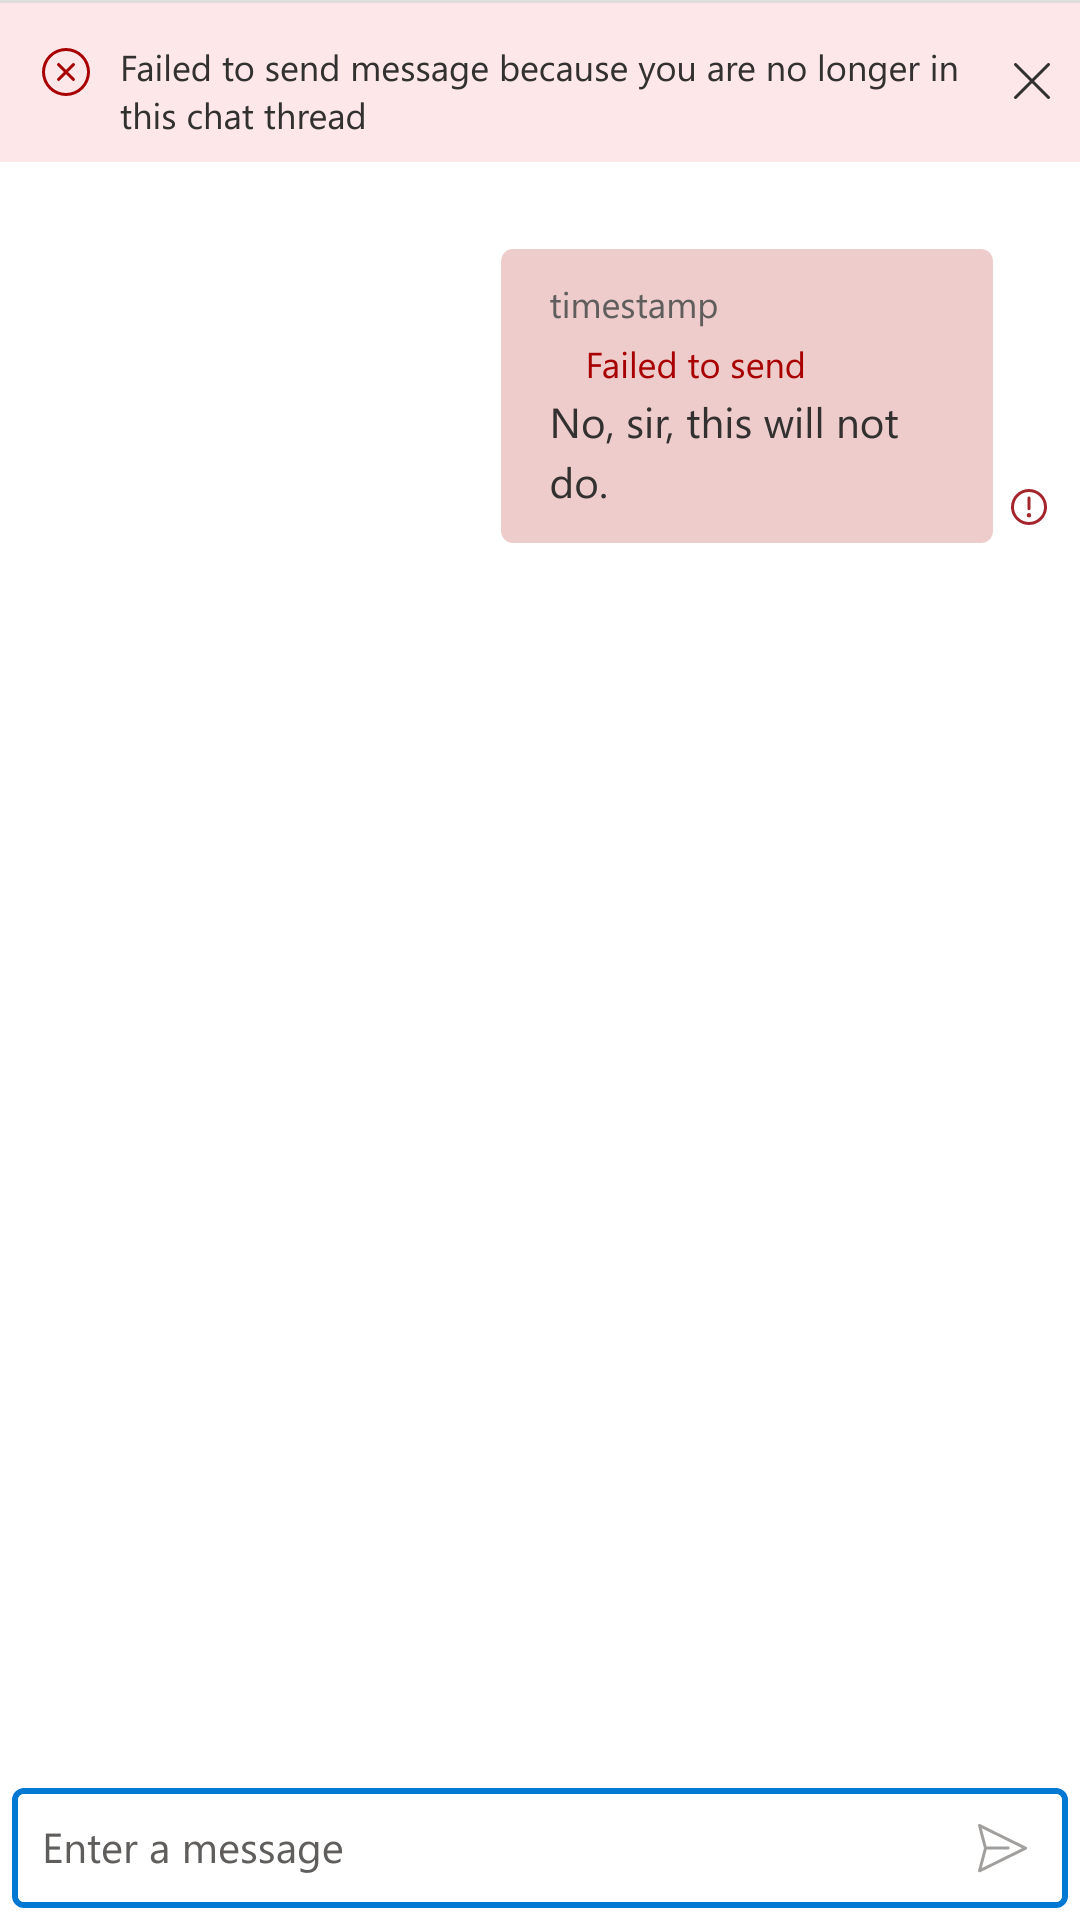 Failed to send message because you are no longer in
this chat thread
timestamp
Failed to send
No, sir, this will not
do.
Enter a message